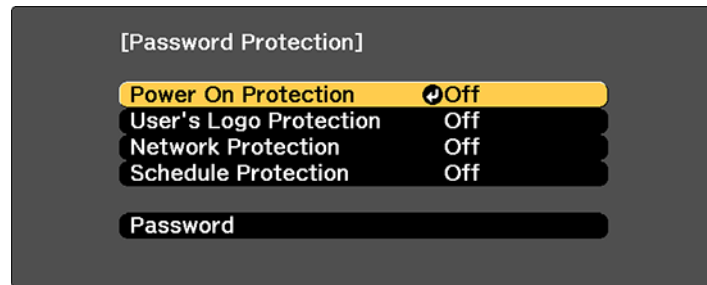 [Password Protection]
Power On Protection Off
User's Logo Protection Off
Network Protection Off
Schedule Protection Off
Password